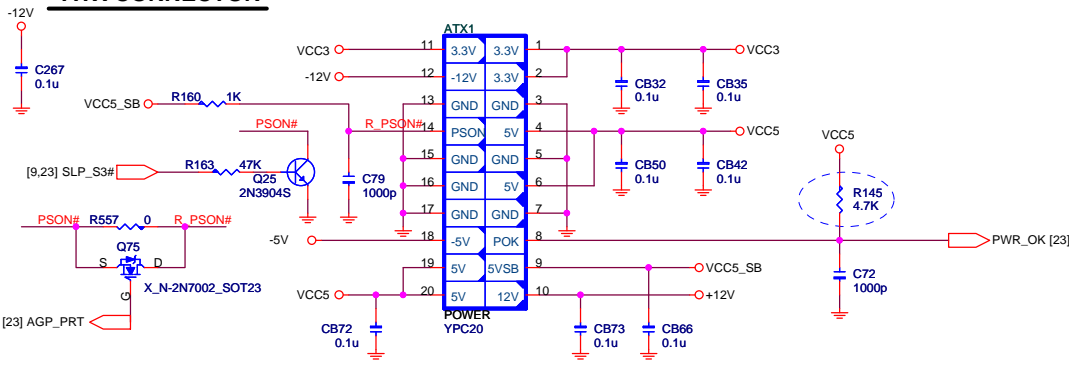 -12V
C267
0.1u
VCC5_SB
R160
1K
PSON#
R_PSON#
[9,23] SLP_S3#
R163
47K
Q25
2N3904S
C79
1000p
PSON#
R557
0
R_PSON#
Q75
S
D
G
X_N-2N7002_SOT23
[23] AGP_PRT
ATX1
VCC3
11
3.3V
3.3V
1
VCC3
-12V
12
-12V
3.3V
2
13
GND
GND
3
14
PSON
5V
4
VCC5
15
GND
GND
5
16
GND
5V
6
17
GND
GND
7
-5V
18
-5V
POK
8
19
5V
5VSB
9
VCC5_SB
VCC5
20
5V
12V
10
+12V
POWER
YPC20
CB32
0.1u
CB35
0.1u
CB50
0.1u
CB42
0.1u
CB72
0.1u
CB73
0.1u
CB66
0.1u
VCC5
R145
4.7K
PWR_OK [23]
C72
1000p